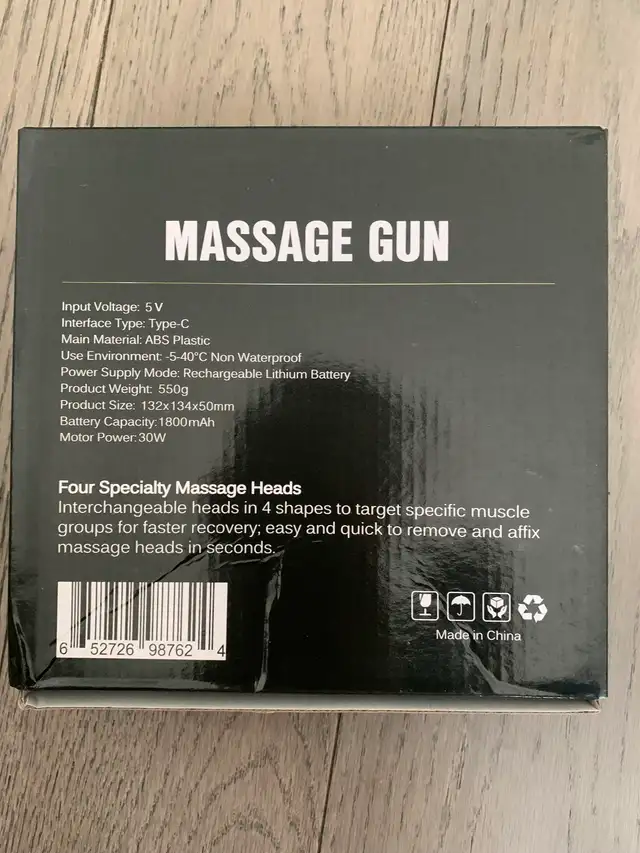 MASSAGE GUN
Input Voltage: 5 V
Interface Type: Type-C
Main Material: ABS Plastic
Use Environment: -5-40°C Non Waterproof
Power Supply Mode: Rechargeable Lithium Battery
Product Weight: 550g
Product Size: 132x134x50mm
Battery Capacity:1800mAh
Motor Power:30W
Four Specialty Massage Heads
Interchangeable heads in 4 shapes to target specific muscle
groups for faster recovery; easy and quick to remove and affix
massage heads in seconds.
6 52726 98762 4
Made in China